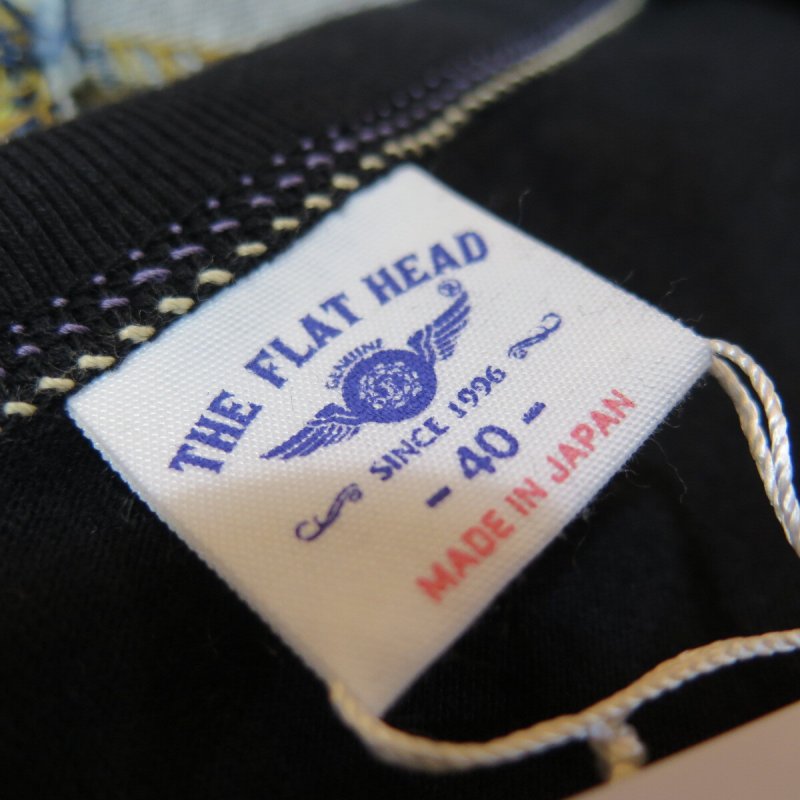 THE FLAT HEAD
®
GENUINE
SINCE 1996
- 40 -
MADE IN JAPAN